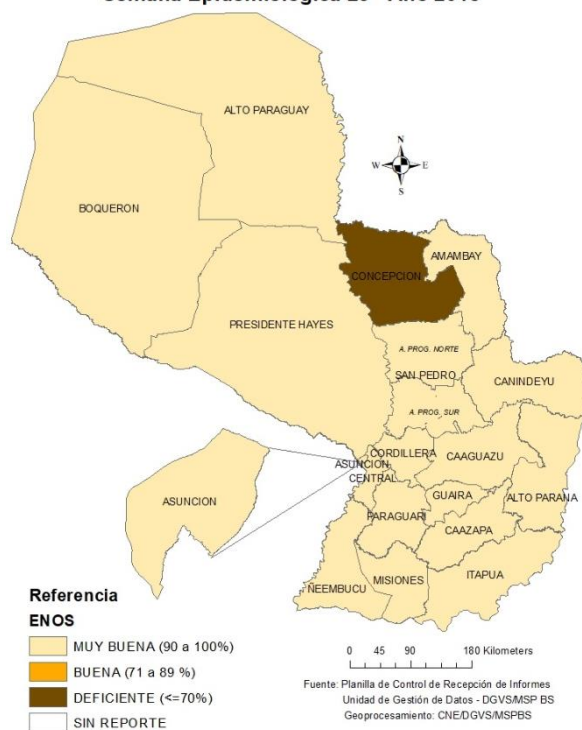 ALTO PARAGUAY
N
W E
S
BOQUERON
AMAMBAY
CONCEPCION
PRESIDENTE HAYES
A. PROG. NORTE
SAN PEDRO
CANINDEYU
A. PROG. SUR
CORDILLERA
ASUNCION
CAAGUAZU
CENTRAL
ASUNCION
GUAIRA
ALTO PARANA
PARAGUARI
CAAZAPA
ÑEEMBUCU
MISIONES
ITAPUA
Referencia
ENOS
MUY BUENA (90 a 100%)
BUENA (71 a 89 %)
DEFICIENTE (<=70%)
SIN REPORTE
0 45 90 180 Kilometers
Fuente: Planilla de Control de Recepción de Informes
Unidad de Gestión de Datos - DGVS/MSP BS
Geoprocesamiento: CNE/DGVS/MSPBS